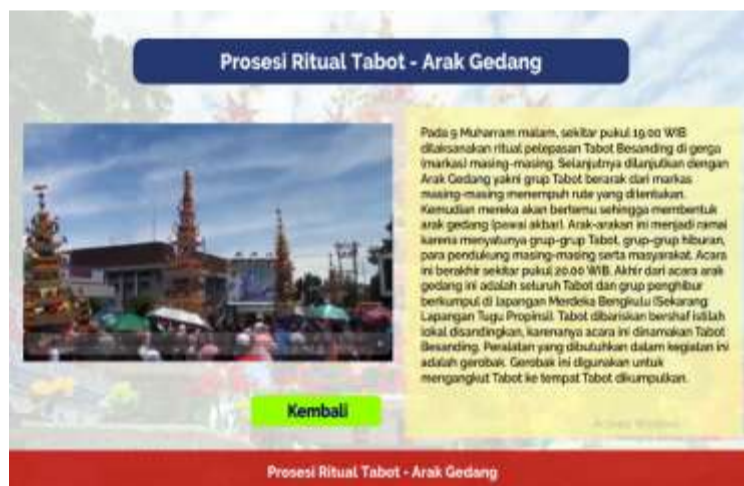 Prosesi Ritual Tabot - Arak Gedang
Pada 9 Muharram malam, sekitar pukul 19.00 WIB
dilaksanakan ritual pelepasan Tabot Besanding di gerga
(markas) masing-masing. Selanjutnya dilanjutkan dengan
Arak Gedang yakni grup Tabot berarak dari markas
masing-masing menempuh rute yang ditentukan.
Kemudian mereka akan bertemu sehingga membentuk
arak gedang (pawai akbar). Arak-arakan ini menjadi ramai
karena menyatunya grup-grup Tabot, grup-grup hiburan,
para pendukung masing-masing serta masyarakat. Acara
ini berakhir sekitar pukul 20.00 WIB. Akhir dari acara arak
gedang ini adalah seluruh Tabot dan grup penghibur
berkumpul di lapangan Merdeka Bengkulu (Sekarang
Lapangan Tugu Propinsi). Tabot dibariskan bershaf istilah
lokal disandingkan, karenanya acara ini dinamakan Tabot
Besanding. Peralatan yang dibutuhkan dalam kegiatan ini
adalah gerobak. Gerobak ini digunakan untuk
mengangkut Tabot ke tempat Tabot dikumpulkan.
Kembali
Prosesi Ritual Tabot - Arak Gedang